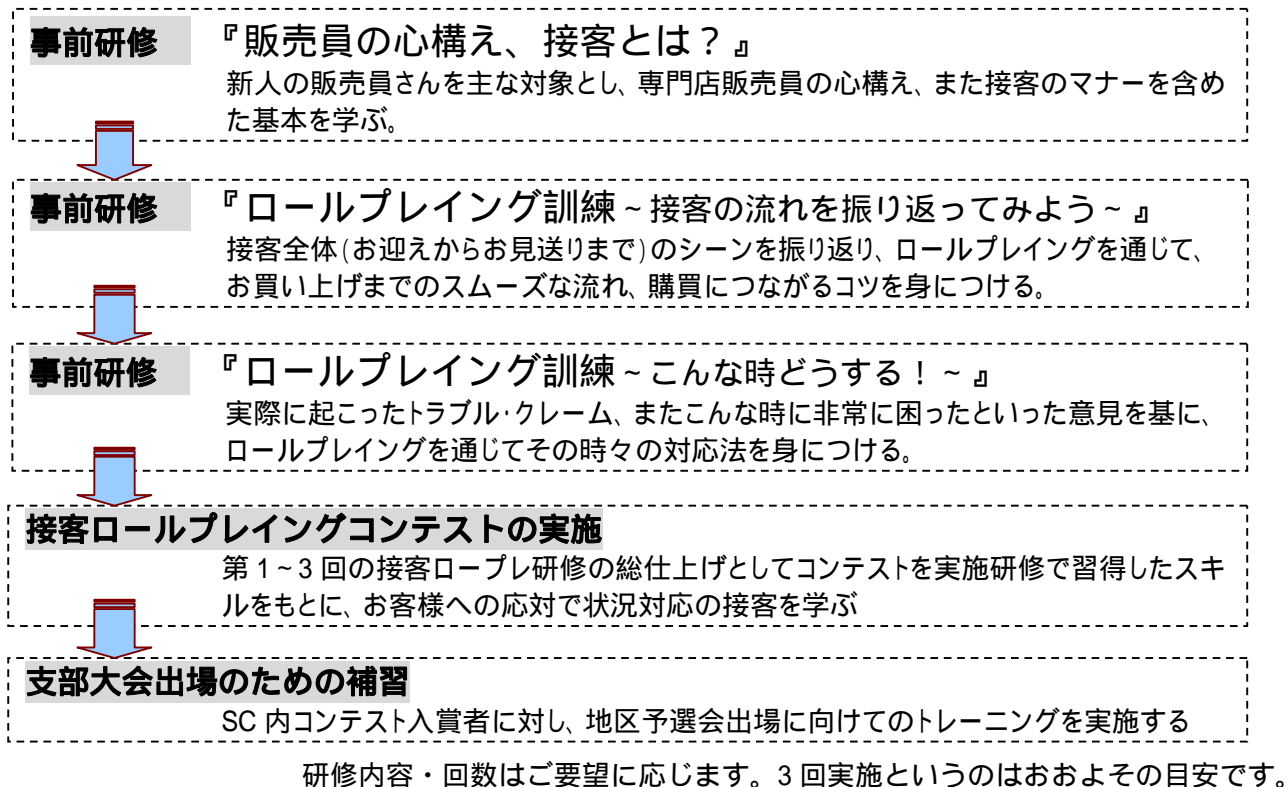 事前研修 『販売員の心構え、接客とは？』
新人の販売員さんを主な対象とし、専門店販売員の心構え、また接客のマナーを含め
た基本を学ぶ。
事前研修 『ロールプレイング訓練～接客の流れを振り返ってみよう～』
接客全体(お迎えからお見送りまで)のシーンを振り返り、ロールプレイングを通じて、
お買い上げまでのスムーズな流れ、購買につながるコツを身につける。
事前研修 『ロールプレイング訓練～こんな時どうする！～』
実際に起こったトラブル・クレーム、またこんな時に非常に困ったといった意見を基に、
ロールプレイングを通じてその時々の対応法を身につける。
接客ロールプレイングコンテストの実施
第１～３回の接客ロープレ研修の総仕上げとしてコンテストを実施研修で習得したスキ
ルをもとに、お客様への応対で状況対応の接客を学ぶ
支部大会出場のための補習
SC 内コンテスト入賞者に対し、地区予選会出場に向けてのトレーニングを実施する
研修内容・回数はご要望に応じます。３回実施というのはおおよその目安です。